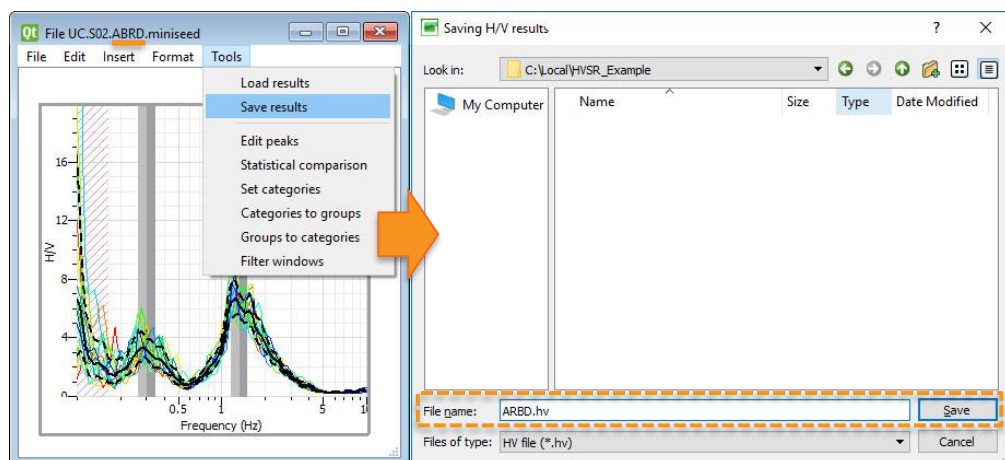 Qt File UC.S02.ABRD.miniseed
File Edit Insert Format Tools
Load results
Save results
Edit peaks
Statistical comparison
Set categories
Categories to groups
Groups to categories
Filter windows
16
12
8
4
0
H/V
0.5 1 5 1
Frequency (Hz)
Saving H/V results ?
Look in: C:\Local\HVSR_Example
My Computer
Name Size Type Date Modified
File name: ARBD.hv Save
Files of type: HV file (*.hv) Cancel